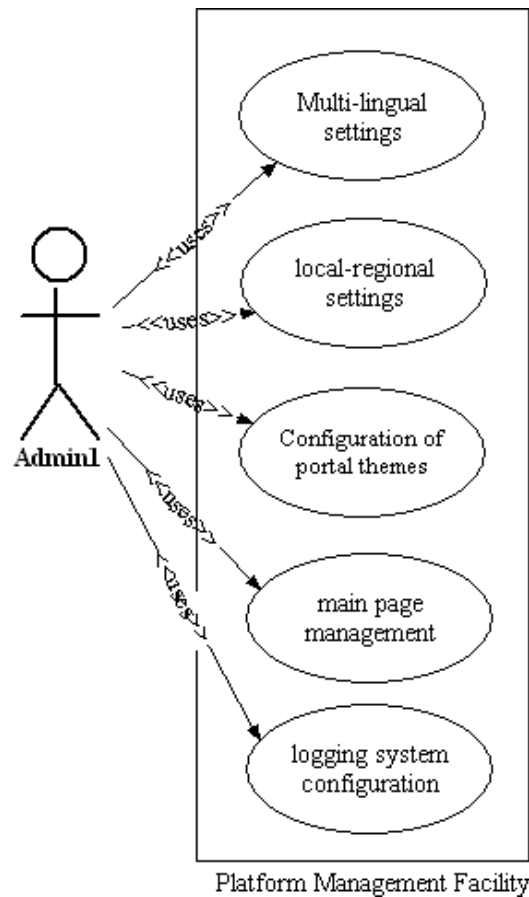 Multi-lingual
settings
<<uses>>
local-regional
settings
<<uses>>
Configuration of
portal themes
<<uses>>
Admin1
main page
management
<<uses>>
logging system
configuration
<<uses>>
Platform Management Facility